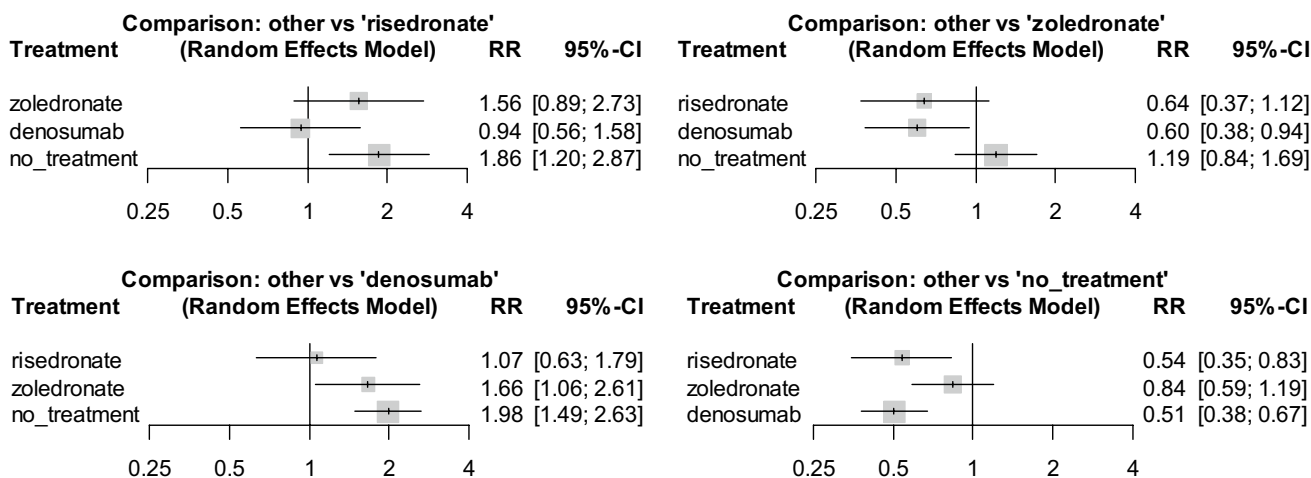 Comparison: other vs 'risedronate'
Treatment (Random Effects Model) RR 95%-CI
zoledronate 1.56 [0.89; 2.73]
denosumab 0.94 [0.56; 1.58]
no_treatment 1.86 [1.20; 2.87]
0.25 0.5 1 2 4
Comparison: other vs 'zoledronate'
Treatment (Random Effects Model) RR 95%-CI
risedronate 0.64 [0.37; 1.12]
denosumab 0.60 [0.38; 0.94]
no_treatment 1.19 [0.84; 1.69]
0.25 0.5 1 2 4
Comparison: other vs 'denosumab'
Treatment (Random Effects Model) RR 95%-CI
risedronate 1.07 [0.63; 1.79]
zoledronate 1.66 [1.06; 2.61]
no_treatment 1.98 [1.49; 2.63]
0.25 0.5 1 2 4
Comparison: other vs 'no_treatment'
Treatment (Random Effects Model) RR 95%-CI
risedronate 0.54 [0.35; 0.83]
zoledronate 0.84 [0.59; 1.19]
denosumab 0.51 [0.38; 0.67]
0.25 0.5 1 2 4